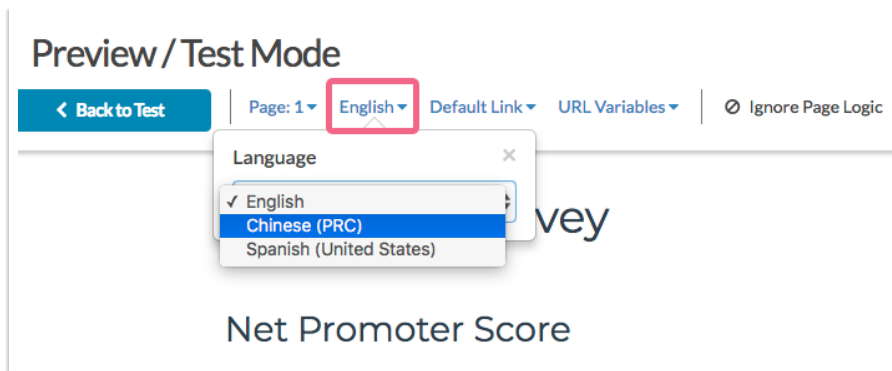 Preview / Test Mode
Back to Test Page: 1 English Default Link URL Variables Ignore Page Logic
Language ×
✓ English
Chinese (PRC)
Spanish (United States)
vey
Net Promoter Score